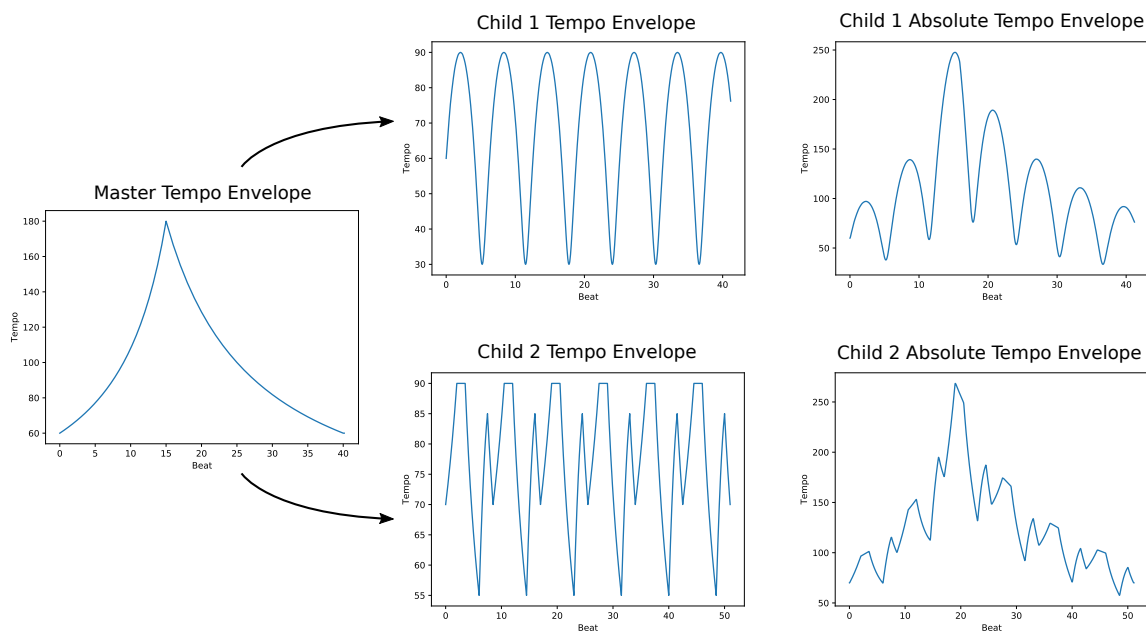 Master Tempo Envelope
180
160
140
120
100
80
60
Tempo
0 5 10 15 20 25 30 35 40
Beat
Child 1 Tempo Envelope
90
80
70
60
50
40
30
Tempo
0 10 20 30 40
Beat
Child 1 Absolute Tempo Envelope
250
200
150
100
50
Tempo
0 10 20 30 40
Beat
Child 2 Tempo Envelope
90
85
80
75
70
65
60
55
Tempo
0 10 20 30 40 50
Beat
Child 2 Absolute Tempo Envelope
250
200
150
100
50
Tempo
0 10 20 30 40 50
Beat